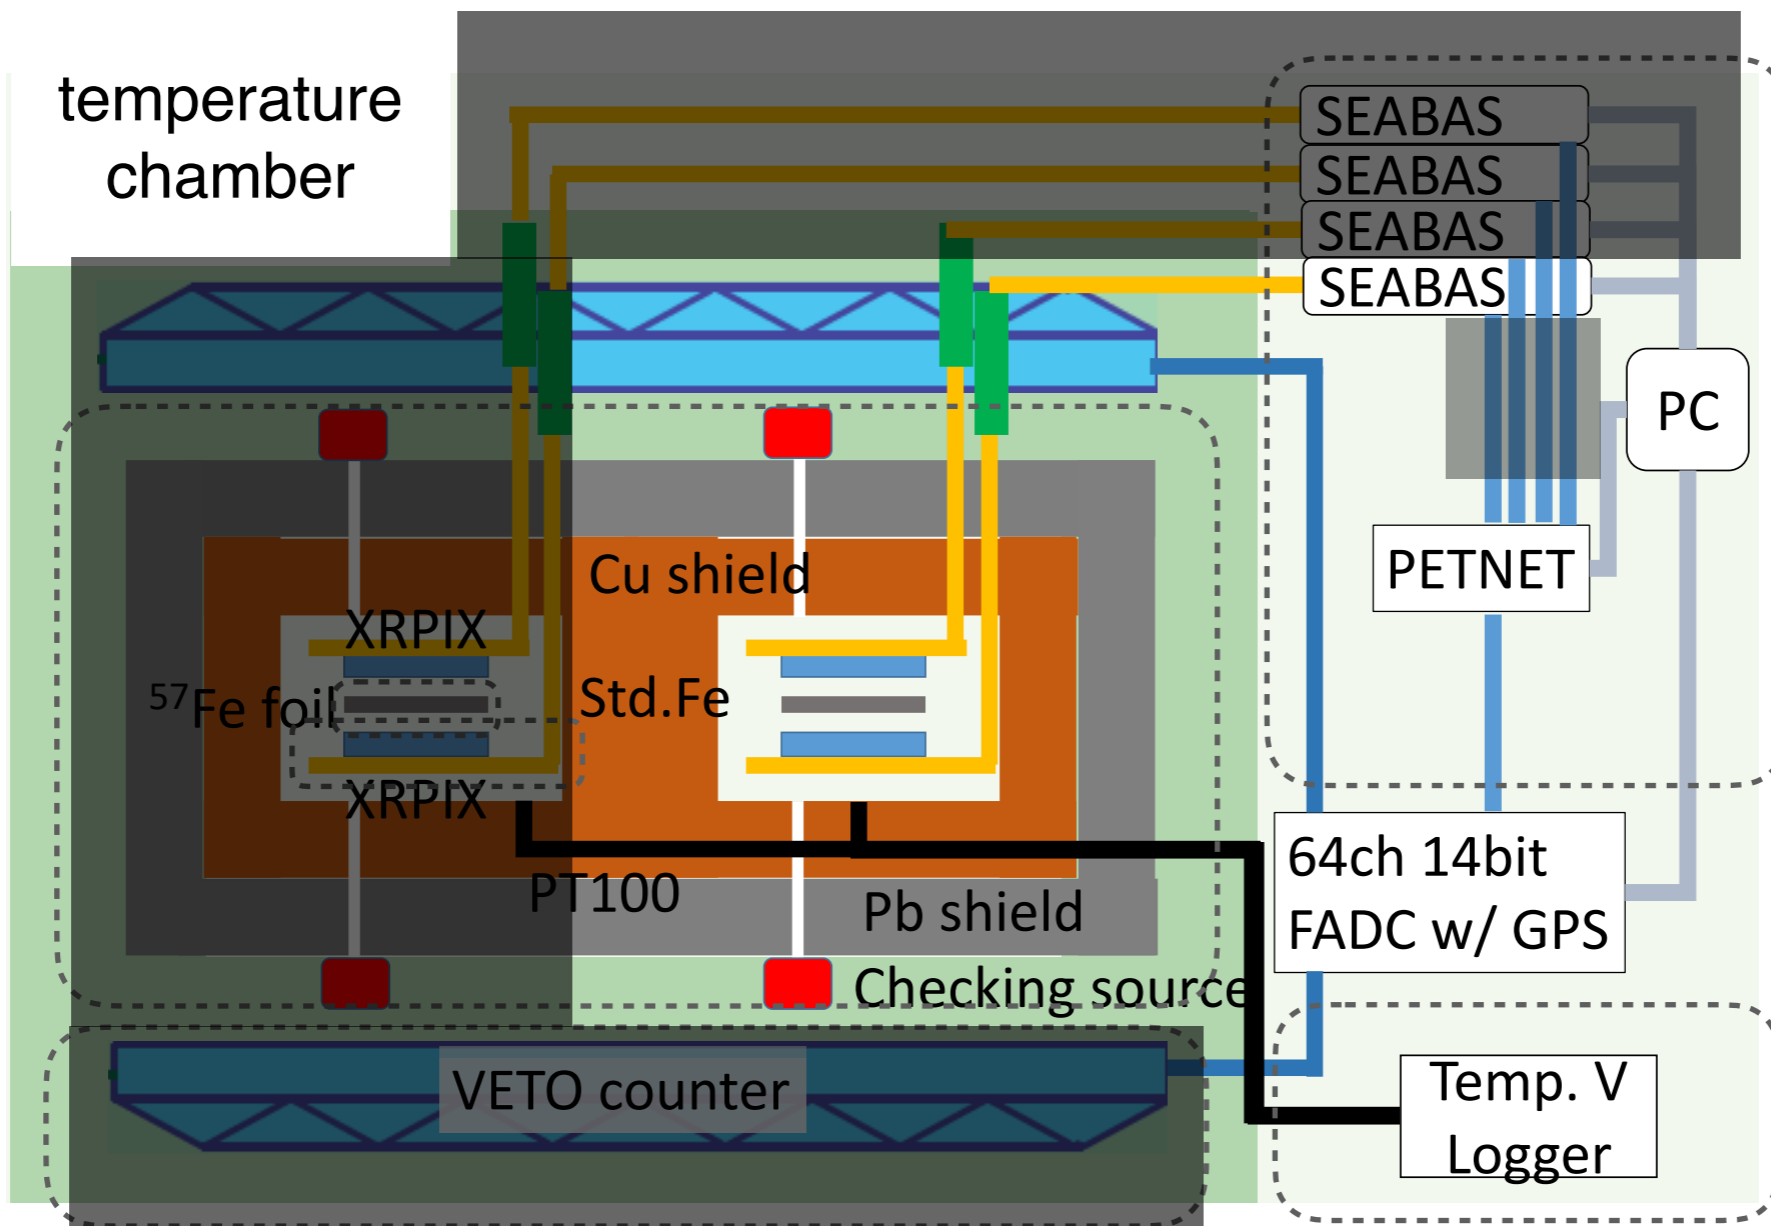 temperature
chamber
SEABAS
SEABAS
SEABAS
SEABAS
PC
PETNET
Cu shield
XRPIX
⁵⁷Fe foil
Std.Fe
XRPIX
PT100
Pb shield
64ch 14bit
FADC w/ GPS
Checking source
VETO counter
Temp. V
Logger